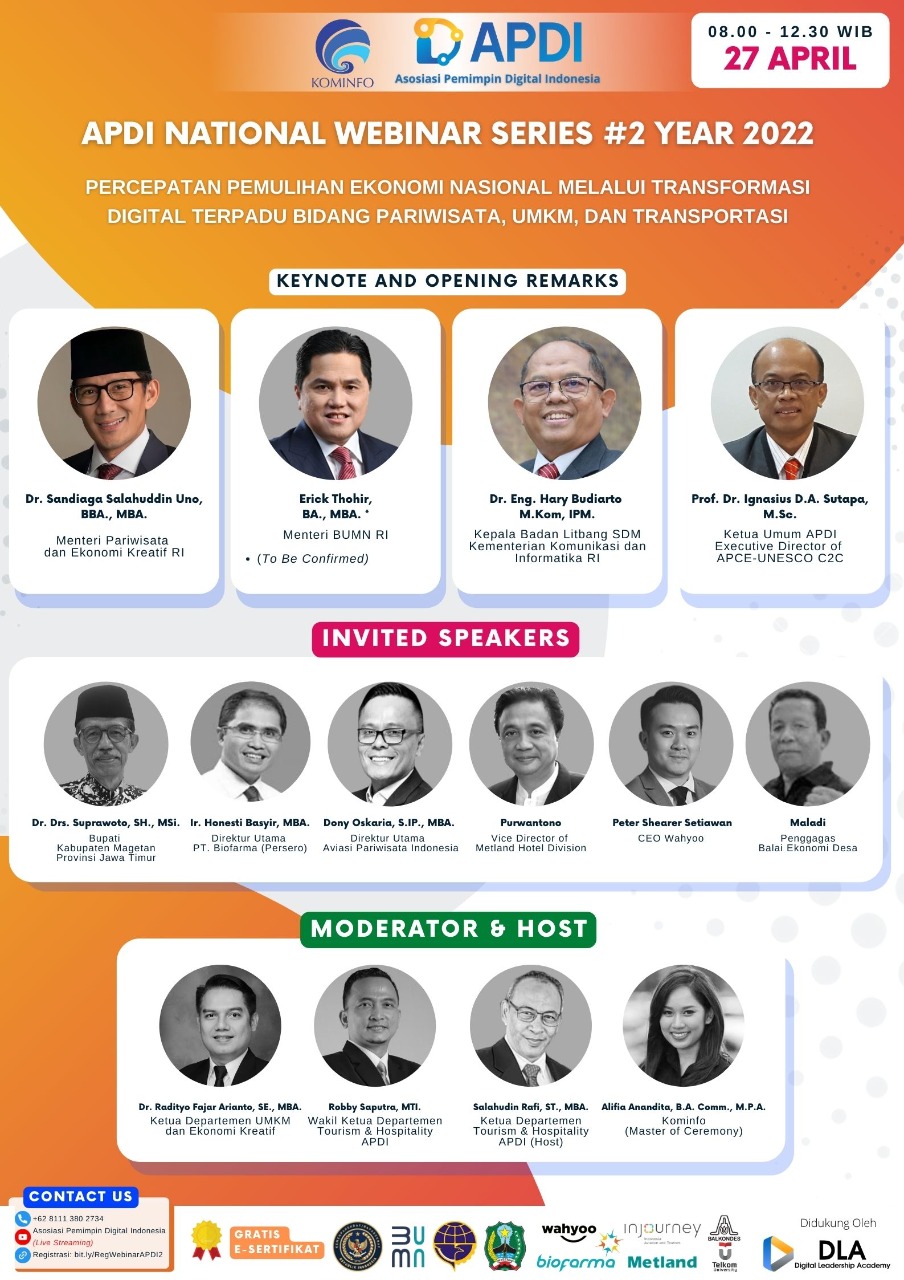 KOMINFO
APDI
Asosiasi Pemimpin Digital Indonesia
08.00 - 12.30 WIB
27 APRIL
APDI NATIONAL WEBINAR SERIES #2 YEAR 2022
PERCEPATAN PEMULIHAN EKONOMI NASIONAL MELALUI TRANSFORMASI
DIGITAL TERPADU BIDANG PARIWISATA, UMKM, DAN TRANSPORTASI
KEYNOTE AND OPENING REMARKS
Dr. Sandiaga Salahuddin Uno,
BBA., MBA.
Menteri Pariwisata
dan Ekonomi Kreatif RI
Erick Thohir,
BA., MBA. *
Menteri BUMN RI
• (To Be Confirmed)
Dr. Eng. Hary Budiarto
M.Kom, IPM.
Kepala Badan Litbang SDM
Kementerian Komunikasi dan
Informatika RI
Prof. Dr. Ignasius D.A. Sutapa,
M.Sc.
Ketua Umum APDI
Executive Director of
APCE-UNESCO C2C
INVITED SPEAKERS
Dr. Drs. Suprawoto, SH., MSi.
Bupati
Kabupaten Magetan
Provinsi Jawa Timur
Ir. Honesti Basyir, MBA.
Direktur Utama
PT. Biofarma (Persero)
Dony Oskaria, S.IP., MBA.
Direktur Utama
Aviasi Pariwisata Indonesia
Purwantono
Vice Director of
Metland Hotel Division
Peter Shearer Setiawan
CEO Wahyoo
Maladi
Penggagas
Balai Ekonomi Desa
MODERATOR & HOST
Dr. Radityo Fajar Arianto, SE., MBA.
Ketua Departemen UMKM
dan Ekonomi Kreatif
Robby Saputra, MTI.
Wakil Ketua Departemen
Tourism & Hospitality
APDI
Salahudin Rafi, ST., MBA.
Ketua Departemen
Tourism & Hospitality
APDI (Host)
Alifia Anandita, B.A. Comm., M.P.A.
Kominfo
(Master of Ceremony)
CONTACT US
+62 8111 380 2734
Asosiasi Pemimpin Digital Indonesia
(Live Streaming)
Registrasi: bit.ly/RegWebinarAPDI2
GRATIS
E-SERTIFIKAT
BUMN
wahyoo
injourney
biofarma
Metland
BALKONDES
Telkom
University
Didukung Oleh
DLA
Digital Leadership Academy